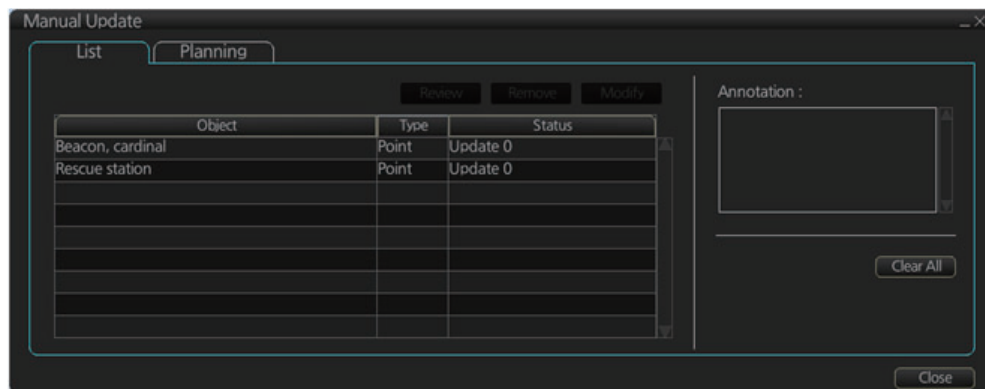 Manual Update
List Planning
Review Remove Modify
Annotation :
Object Type Status
Beacon, cardinal Point Update 0
Rescue station Point Update 0
Clear All
Close